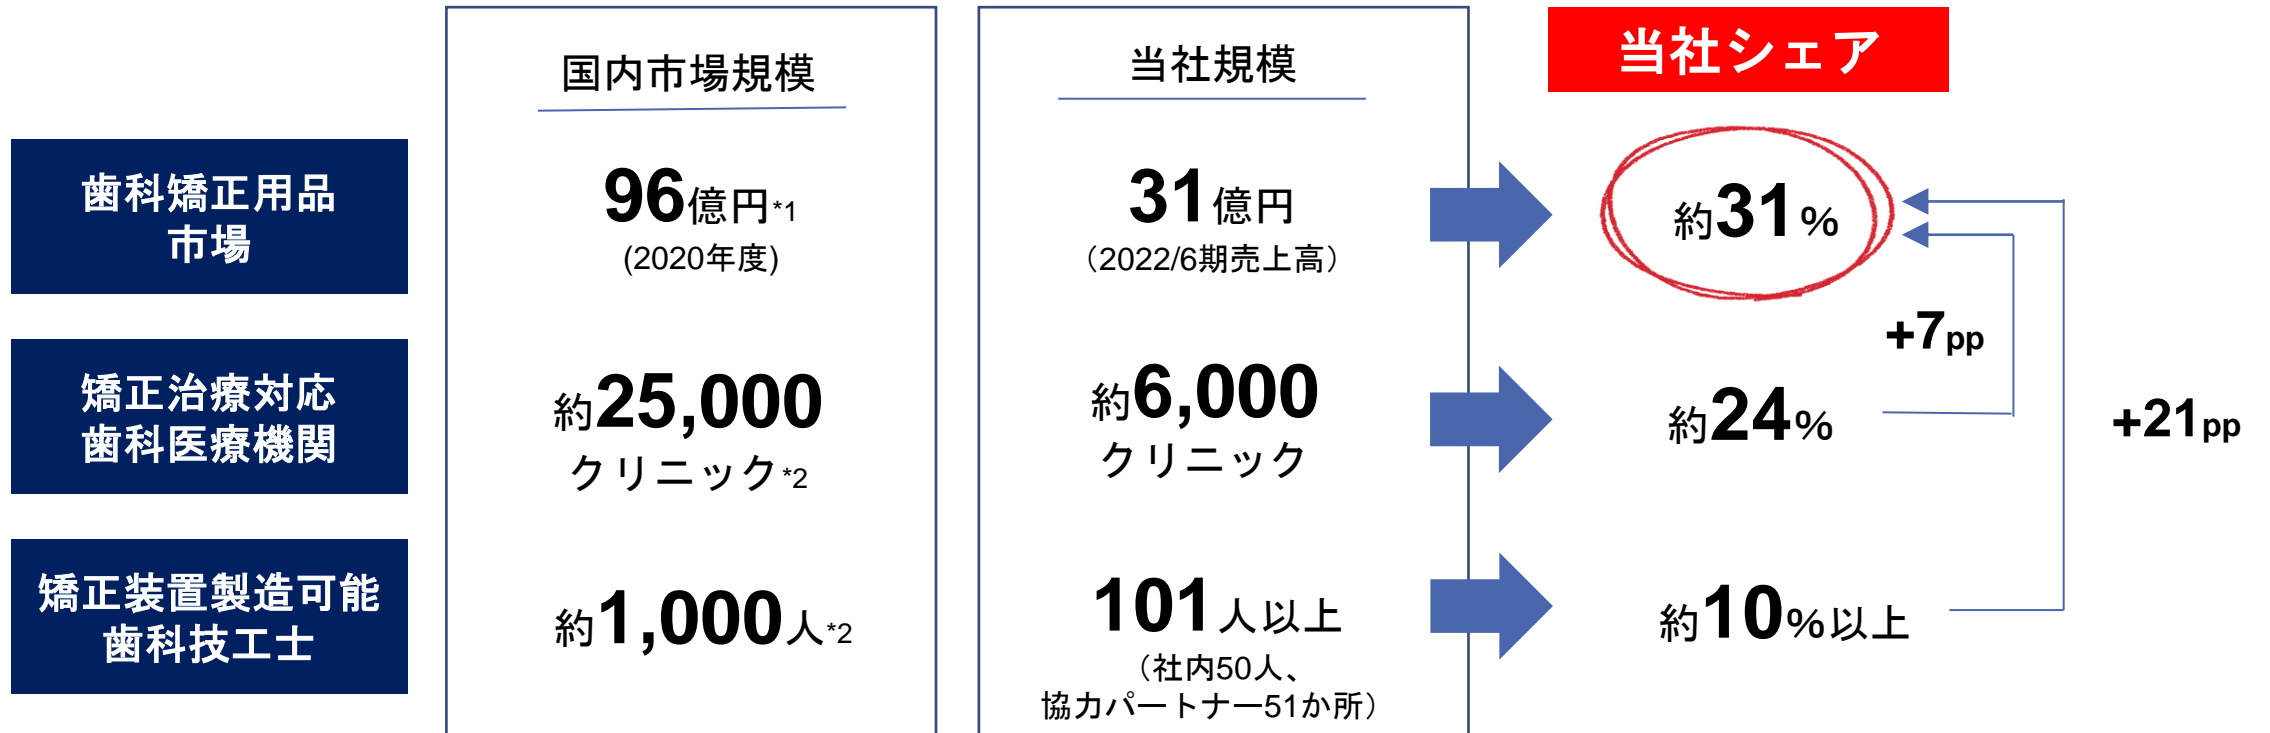 国内市場規模
当社規模
当社シェア
歯科矯正用品
市場
96億円*1
(2020年度)
31億円
（2022/6期売上高）
約31%
+7pp
+21pp
矯正治療対応
歯科医療機関
約25,000
クリニック*2
約6,000
クリニック
約24%
矯正装置製造可能
歯科技工士
約1,000人*2
101人以上
（社内50人、
協力パートナー51か所）
約10%以上